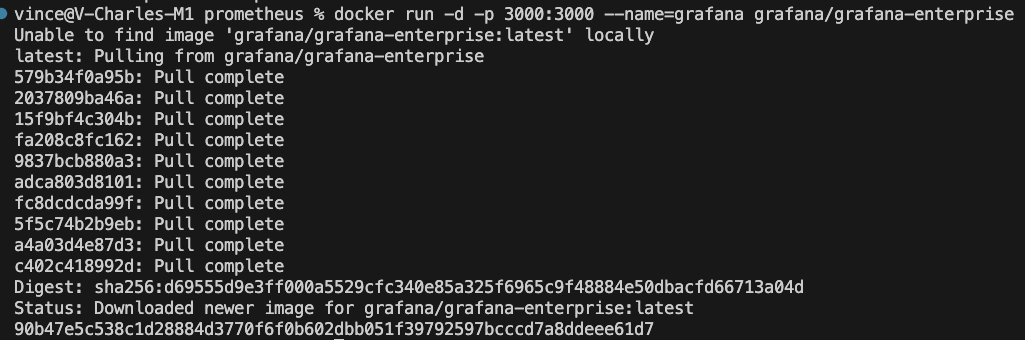 vince@V-Charles-M1 prometheus % docker run -d -p 3000:3000 --name=grafana grafana/grafana-enterprise
Unable to find image 'grafana/grafana-enterprise:latest' locally
latest: Pulling from grafana/grafana-enterprise
579b34f0a95b: Pull complete
2037809ba46a: Pull complete
15f9bf4c304b: Pull complete
fa208c8fc162: Pull complete
9837bcb880a3: Pull complete
adca803d8101: Pull complete
fc8dcdcda99f: Pull complete
5f5c74b2b9eb: Pull complete
a4a03d4e87d3: Pull complete
c402c418992d: Pull complete
Digest: sha256:d69555d9e3ff000a5529cfc340e85a325f6965c9f48884e50dbacfd66713a04d
Status: Downloaded newer image for grafana/grafana-enterprise:latest
90b47e5c538c1d28884d3770f6f0b602dbb051f39792597bcccd7a8ddeee61d7